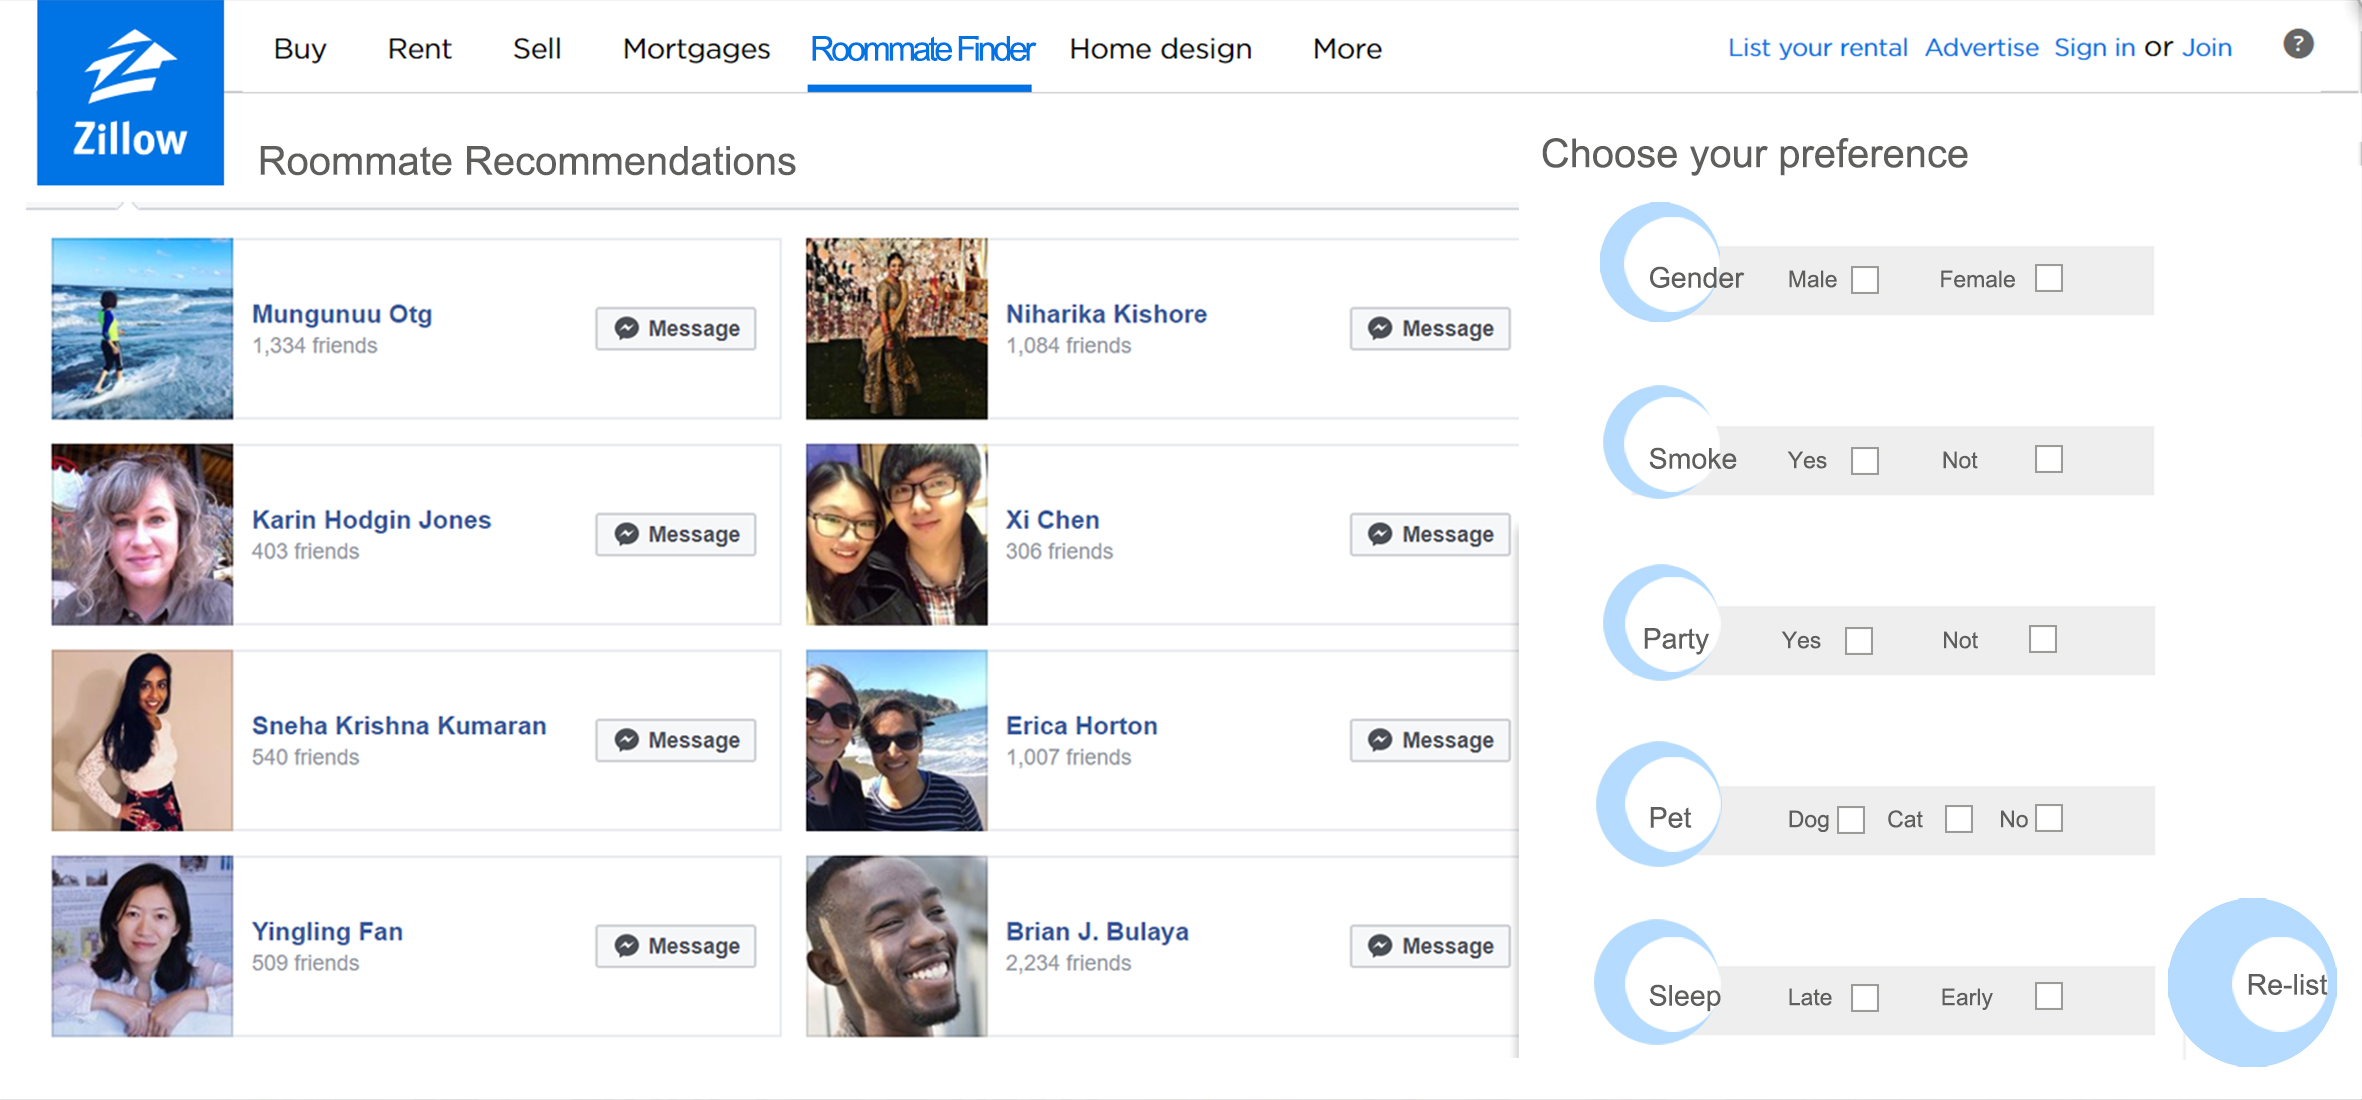 Buy Rent Sell Mortgages Roommate Finder Home design More List your rental Advertise Sign in or Join ?
Zillow
Roommate Recommendations
Mungunuu Otg
1,334 friends
Message
Niharika Kishore
1,084 friends
Message
Karin Hodgin Jones
403 friends
Message
Xi Chen
306 friends
Message
Sneha Krishna Kumaran
540 friends
Message
Erica Horton
1,007 friends
Message
Yingling Fan
509 friends
Message
Brian J. Bulaya
2,234 friends
Message
Choose your preference
Gender Male Female
Smoke Yes Not
Party Yes Not
Pet Dog Cat No
Sleep Late Early
Re-list